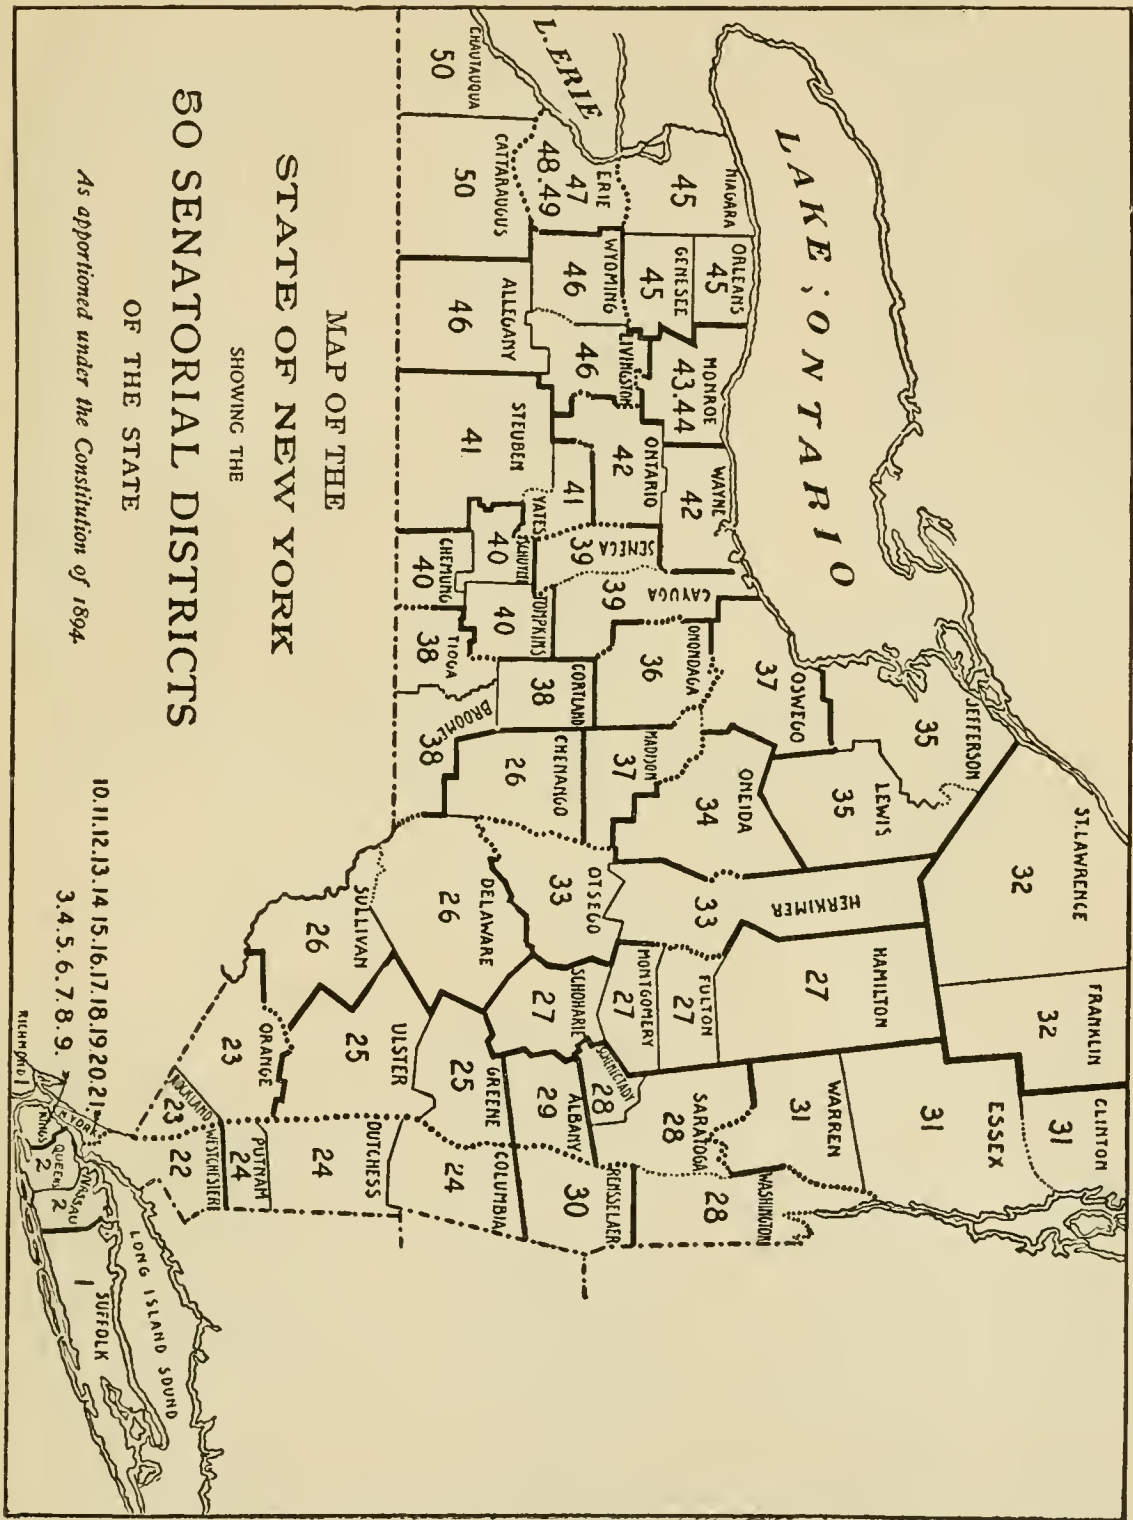 MAP OF THE
STATE OF NEW YORK
SHOWING THE
50 SENATORIAL DISTRICTS
OF THE STATE
As apportioned under the Constitution of 1894.
LAKE ONTARIO
L. ERIE
ST. LAWRENCE
32
FRANKLIN
32
CLINTON
31
JEFFERSON
35
LEWIS
35
HERKIMER
33
HAMILTON
27
ESSEX
31
WARREN
31
NIAGARA
45
ORLEANS
45
GENESEE
45
MONROE
43.44
WAYNE
42
OSWEGO
37
ONEIDA
34
ERIE
47
48.49
WYOMING
46
LIVINGSTON
46
ONTARIO
42
YATES
41
SENECA
39
CAYUGA
39
ONONDAGA
36
MADISON
37
FULTON
27
MONTGOMERY
27
SARATOGA
28
WASHINGTON
28
SCHENECTADY
28
CHAUTAUQUA
50
CATTARAUGUS
50
ALLEGANY
46
STEUBEN
41
SCHUYLER
40
CHEMUNG
40
TOMPKINS
40
TIOGA
38
CORTLAND
38
BROOME
38
CHENANGO
26
OTSEGO
33
SCHOHARIE
27
ALBANY
29
RENSSELAER
30
DELAWARE
26
GREENE
25
COLUMBIA
24
SULLIVAN
26
ULSTER
25
DUTCHESS
24
ORANGE
23
PUTNAM
24
ROCKLAND
23
WESTCHESTER
22
10.11.12.13.14 15.16.17.18.19.20.21
3.4.5.6.7.8.9.
N.YORK
KINGS
QUEENS
2
NASSAU
2
RICHMOND 1
1
SUFFOLK
LONG ISLAND SOUND